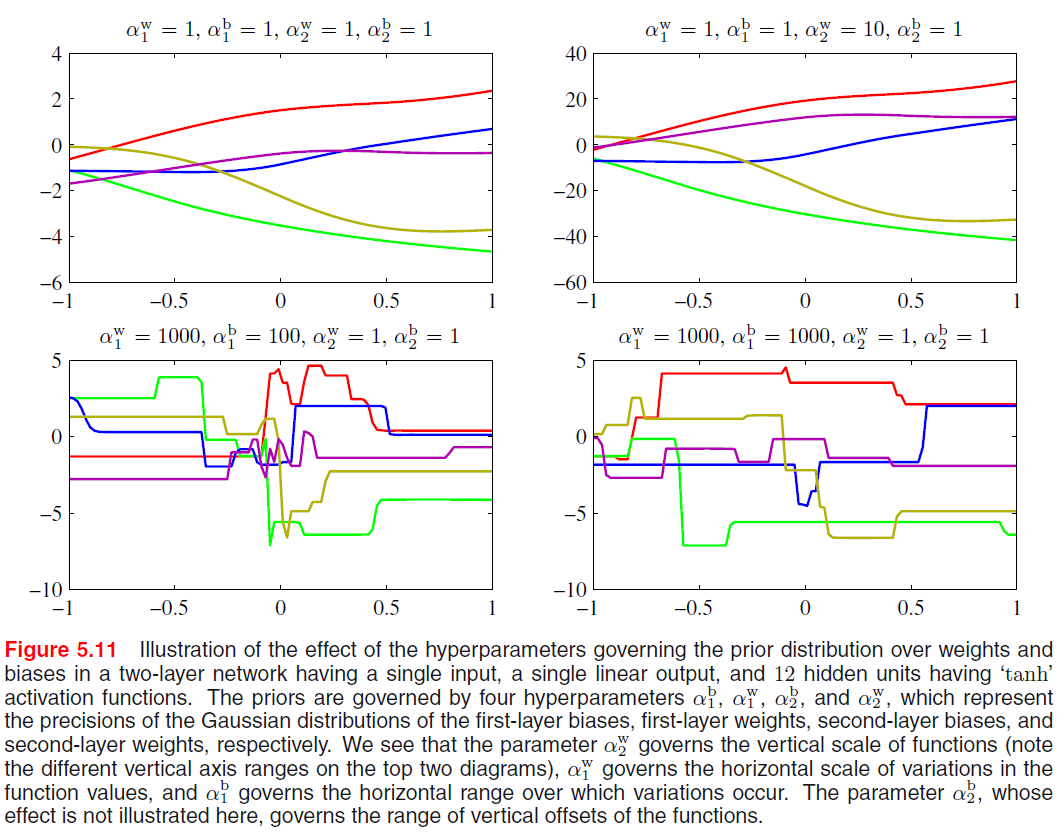 α₁ʷ = 1, α₁ᵇ = 1, α₂ʷ = 1, α₂ᵇ = 1
4
2
0
−2
−4
−6
−1 −0.5 0 0.5 1
α₁ʷ = 1, α₁ᵇ = 1, α₂ʷ = 10, α₂ᵇ = 1
40
20
0
−20
−40
−60
−1 −0.5 0 0.5 1
α₁ʷ = 1000, α₁ᵇ = 100, α₂ʷ = 1, α₂ᵇ = 1
5
0
−5
−10
−1 −0.5 0 0.5 1
α₁ʷ = 1000, α₁ᵇ = 1000, α₂ʷ = 1, α₂ᵇ = 1
5
0
−5
−10
−1 −0.5 0 0.5 1
Figure 5.11 Illustration of the effect of the hyperparameters governing the prior distribution over weights and
biases in a two-layer network having a single input, a single linear output, and 12 hidden units having ‘tanh’
activation functions. The priors are governed by four hyperparameters α₁ᵇ, α₁ʷ, α₂ᵇ, and α₂ʷ, which represent
the precisions of the Gaussian distributions of the first-layer biases, first-layer weights, second-layer biases, and
second-layer weights, respectively. We see that the parameter α₂ʷ governs the vertical scale of functions (note
the different vertical axis ranges on the top two diagrams), α₁ʷ governs the horizontal scale of variations in the
function values, and α₁ᵇ governs the horizontal range over which variations occur. The parameter α₂ᵇ, whose
effect is not illustrated here, governs the range of vertical offsets of the functions.